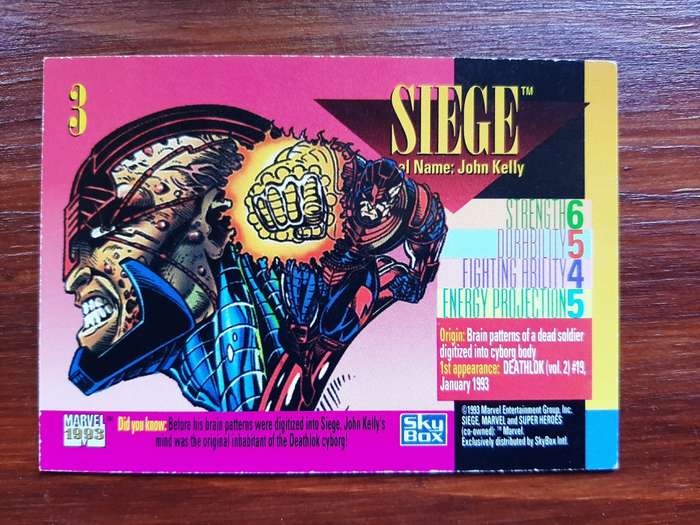 3
SIEGE™
al Name: John Kelly
STRENGTH 6
DURABILITY 5
FIGHTING ABILITY 4
ENERGY PROJECTION 5
Origin: Brain patterns of a dead soldier
digitized into cyborg body
1st appearance: DEATHLOK (vol. 2) #19,
January 1993
MARVEL™
1993
Did you know: Before his brain patterns were digitized into Siege, John Kelly's
mind was the original inhabitant of the Deathlok cyborg!
SKY
BOX
©1993 Marvel Entertainment Group, Inc.
SIEGE, MARVEL and SUPER HEROES
(co-owned): ™ Marvel.
Exclusively distributed by SkyBox Intl.